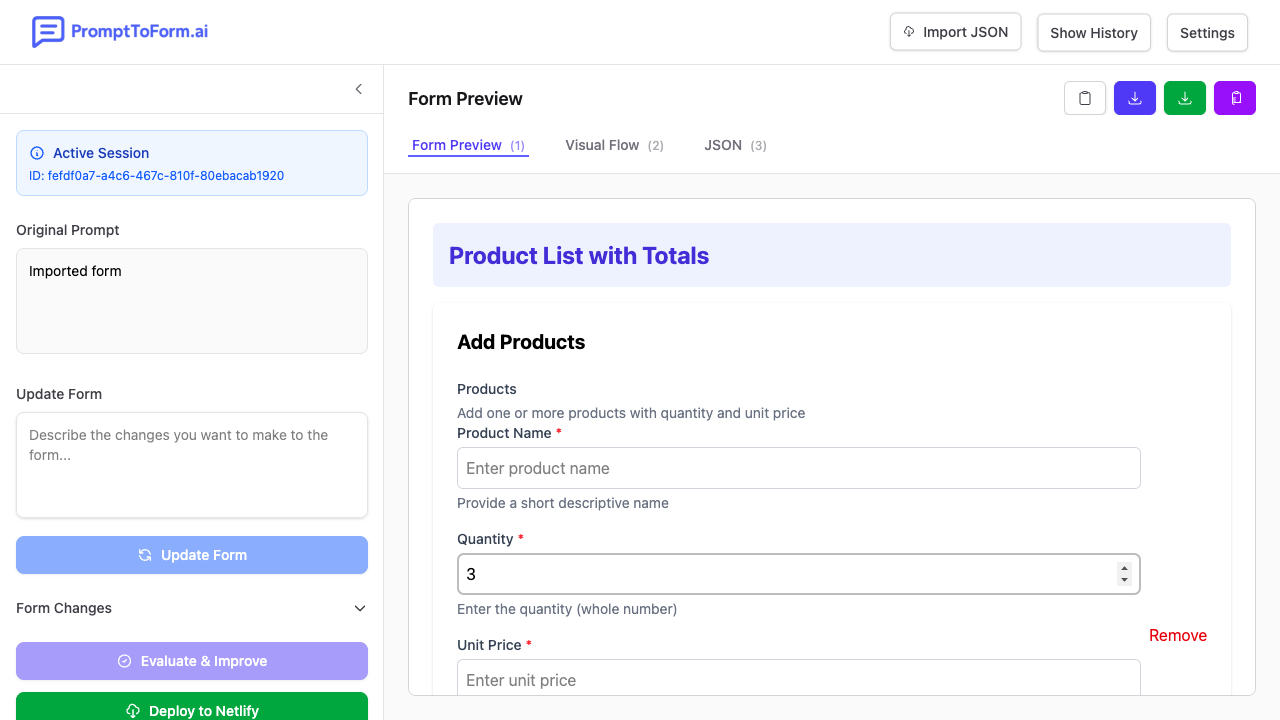 PromptToForm.ai
Import JSON
Show History
Settings
Active Session
ID: fefdf0a7-a4c6-467c-810f-80ebacab1920
Original Prompt
Imported form
Update Form
Describe the changes you want to make to the
form...
Update Form
Form Changes
Evaluate & Improve
Deploy to Netlify
Form Preview
Form Preview (1)
Visual Flow (2)
JSON (3)
Product List with Totals
Add Products
Products
Add one or more products with quantity and unit price
Product Name *
Enter product name
Provide a short descriptive name
Quantity *
3
Enter the quantity (whole number)
Unit Price *
Remove
Enter unit price